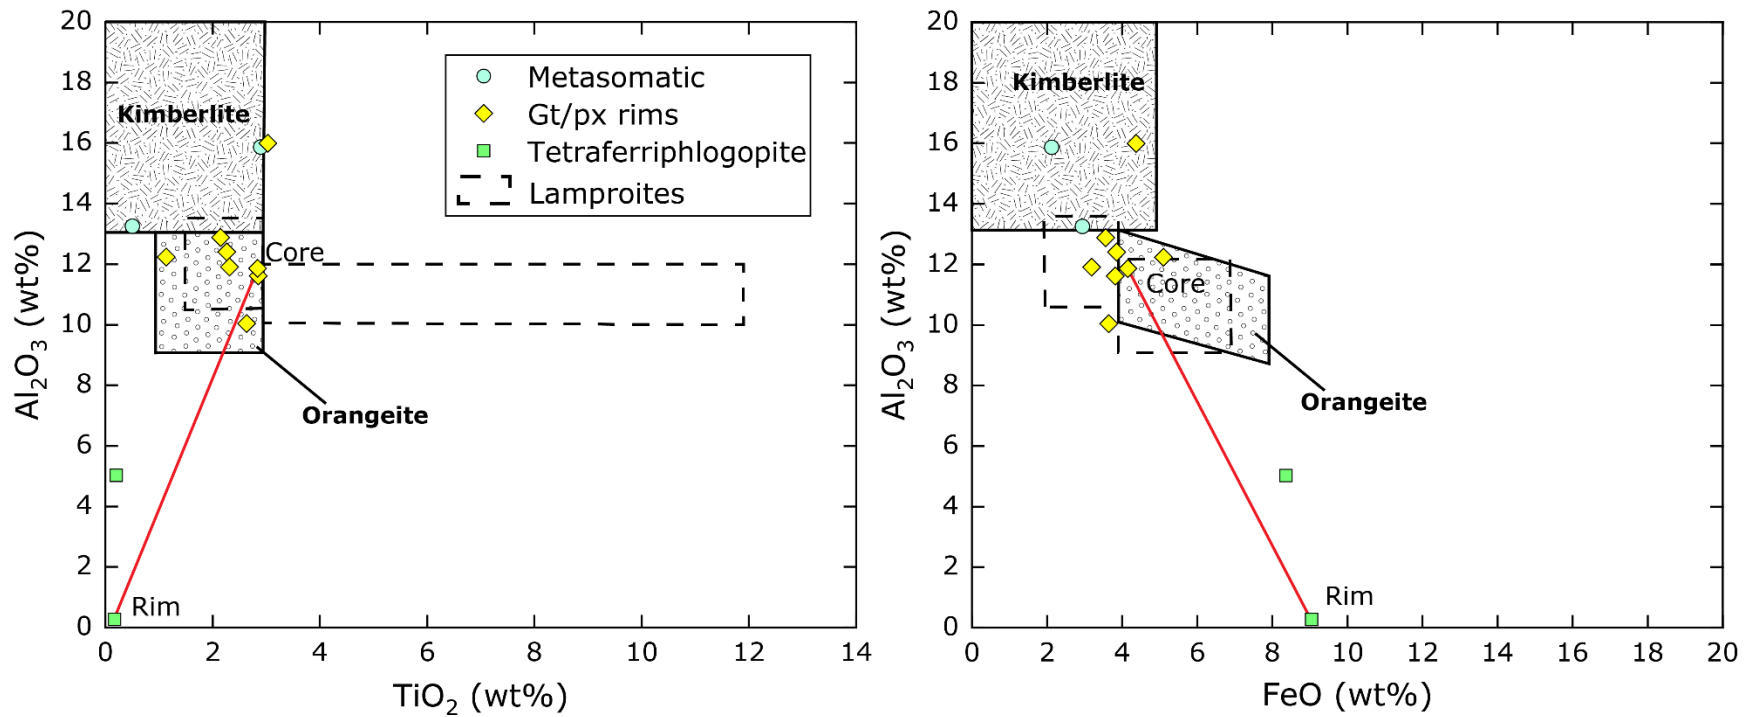 20
18
16
14
12
10
8
6
4
2
0
Al₂O₃ (wt%)
Kimberlite
Metasomatic
Gt/px rims
Tetraferriphlogopite
Lamproites
Core
Orangeite
Rim
0 2 4 6 8 10 12 14
TiO₂ (wt%)
20
18
16
14
12
10
8
6
4
2
0
Al₂O₃ (wt%)
Kimberlite
Core
Orangeite
Rim
0 2 4 6 8 10 12 14 16 18 20
FeO (wt%)